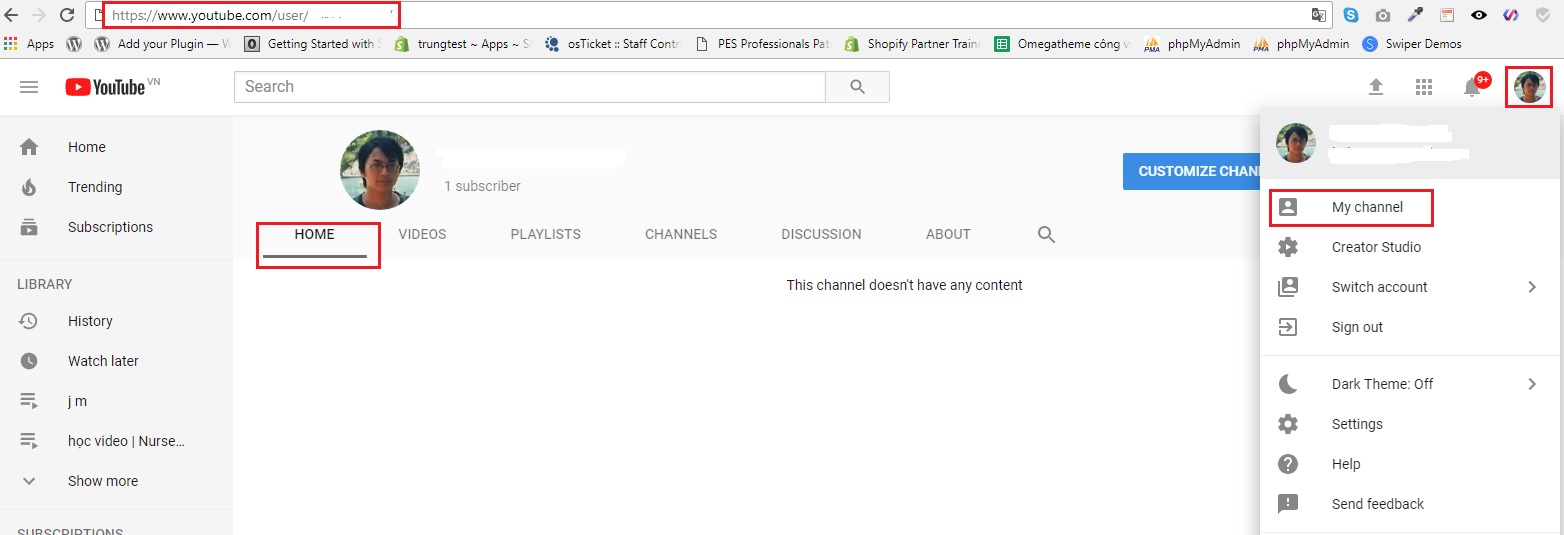 https://www.youtube.com/user/
Apps Add your Plugin — W Getting Started with S trungtest ~ Apps ~ S osTicket :: Staff Contr PES Professionals Pat Shopify Partner Train Omegatheme công v phpMyAdmin phpMyAdmin Swiper Demos
YouTube VN
Search
9+
Home
Trending
Subscriptions
LIBRARY
History
Watch later
j m
học video | Nurse...
Show more
SUBSCRIPTIONS
1 subscriber
CUSTOMIZE CHAN
HOME VIDEOS PLAYLISTS CHANNELS DISCUSSION ABOUT
This channel doesn't have any content
My channel
Creator Studio
Switch account
Sign out
Dark Theme: Off
Settings
Help
Send feedback